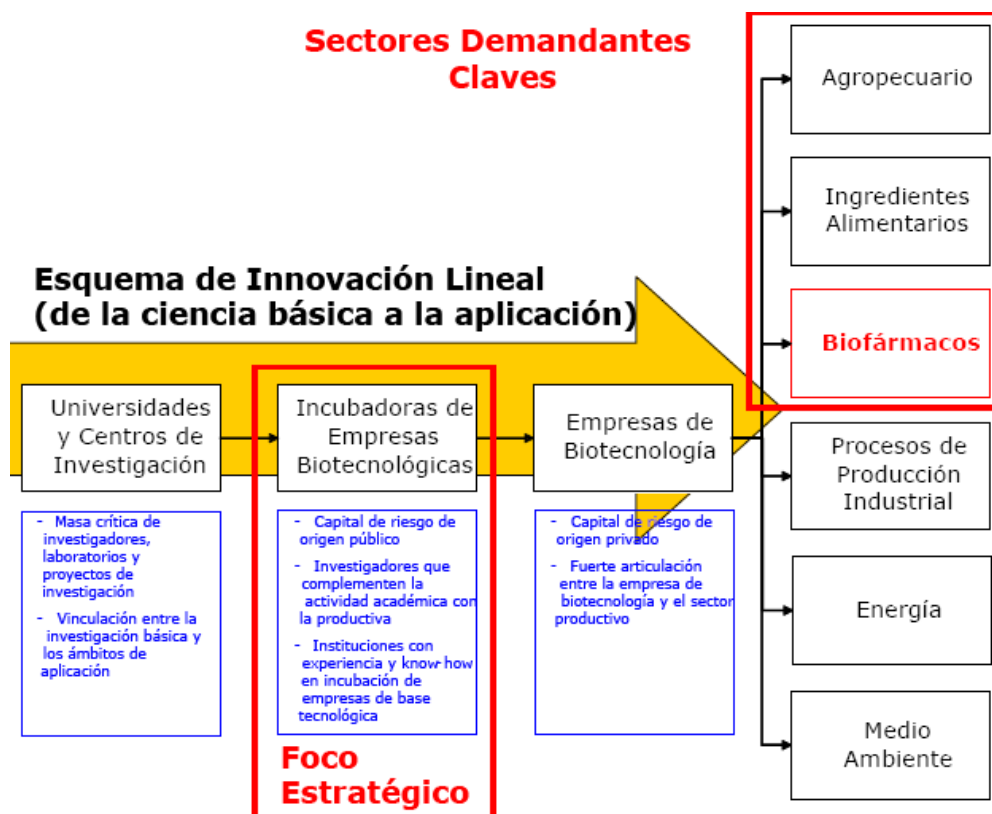 Sectores Demandantes
Claves
Agropecuario
Ingredientes
Alimentarios
Biofármacos
Esquema de Innovación Lineal
(de la ciencia básica a la aplicación)
Universidades
y Centros de
Investigación
Incubadoras de
Empresas
Biotecnológicas
Empresas de
Biotecnología
Procesos de
Producción
Industrial
Energía
Medio
Ambiente
- Masa crítica de
investigadores,
laboratorios y
proyectos de
investigación
- Vinculación entre la
investigación básica y
los ámbitos de
aplicación
- Capital de riesgo de
origen público
- Investigadores que
complementen la
actividad académica con
la productiva
- Instituciones con
experiencia y know-how
en incubación de
empresas de base
tecnológica
- Capital de riesgo de
origen privado
- Fuerte articulación
entre la empresa de
biotecnología y el sector
productivo
Foco
Estratégico